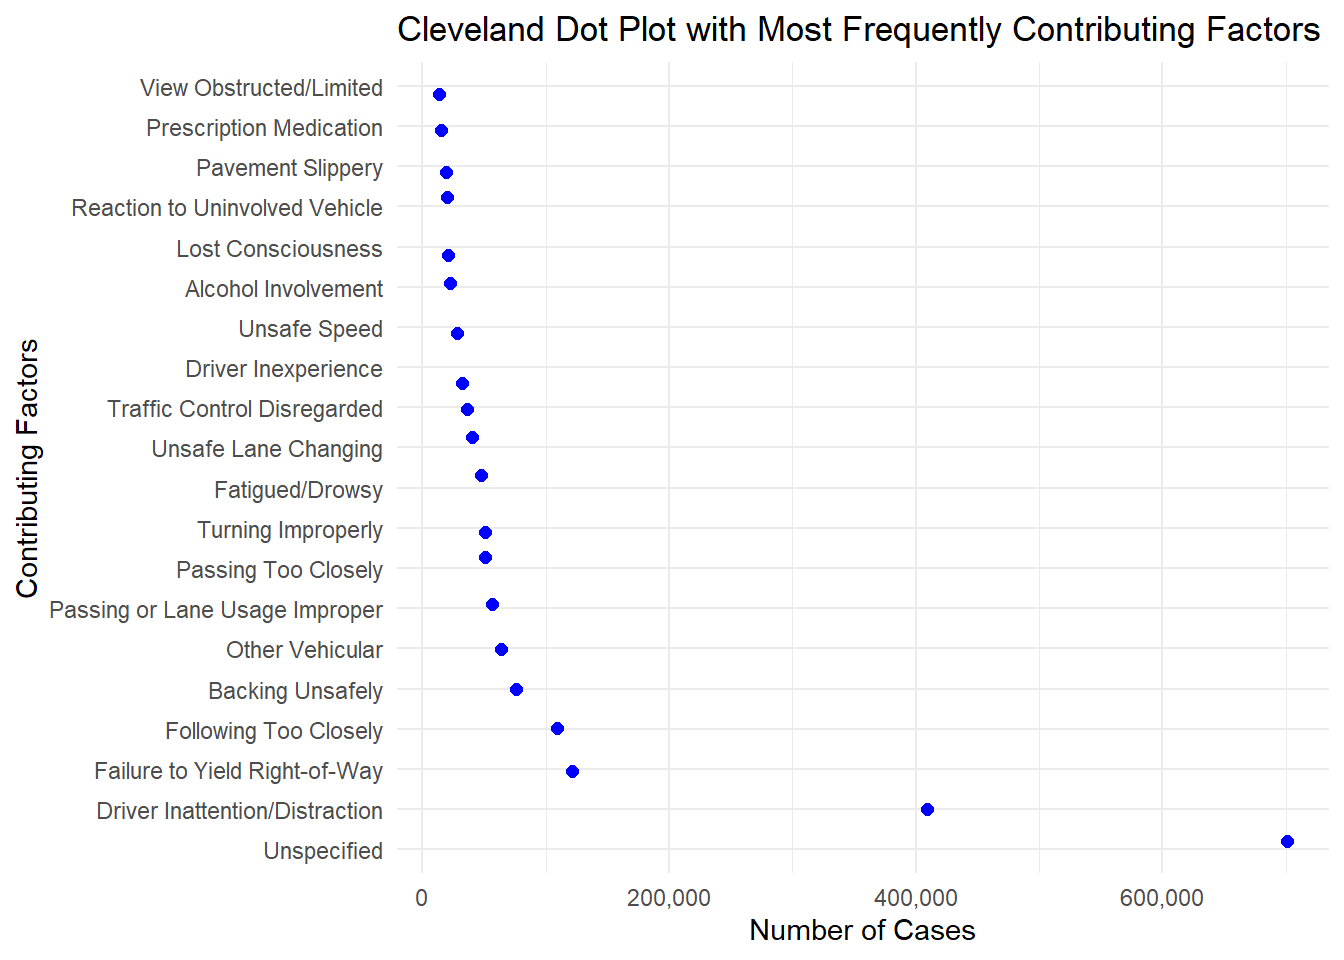 Cleveland Dot Plot with Most Frequently Contributing Factors
Contributing Factors
View Obstructed/Limited
Prescription Medication
Pavement Slippery
Reaction to Uninvolved Vehicle
Lost Consciousness
Alcohol Involvement
Unsafe Speed
Driver Inexperience
Traffic Control Disregarded
Unsafe Lane Changing
Fatigued/Drowsy
Turning Improperly
Passing Too Closely
Passing or Lane Usage Improper
Other Vehicular
Backing Unsafely
Following Too Closely
Failure to Yield Right-of-Way
Driver Inattention/Distraction
Unspecified
0 200,000 400,000 600,000
Number of Cases